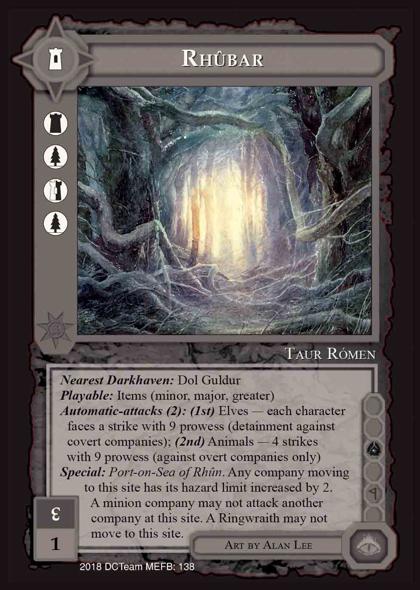 RHÛBAR
TAUR RÓMEN
Nearest Darkhaven: Dol Guldur
Playable: Items (minor, major, greater)
Automatic-attacks (2): (1st) Elves — each character
faces a strike with 9 prowess (detainment against
covert companies); (2nd) Animals — 4 strikes
with 9 prowess (against overt companies only)
Special: Port-on-Sea of Rhûn. Any company moving
to this site has its hazard limit increased by 2.
A minion company may not attack another
company at this site. A Ringwraith may not
move to this site.
ε
1
ART BY ALAN LEE
2018 DCTeam MEFB: 138